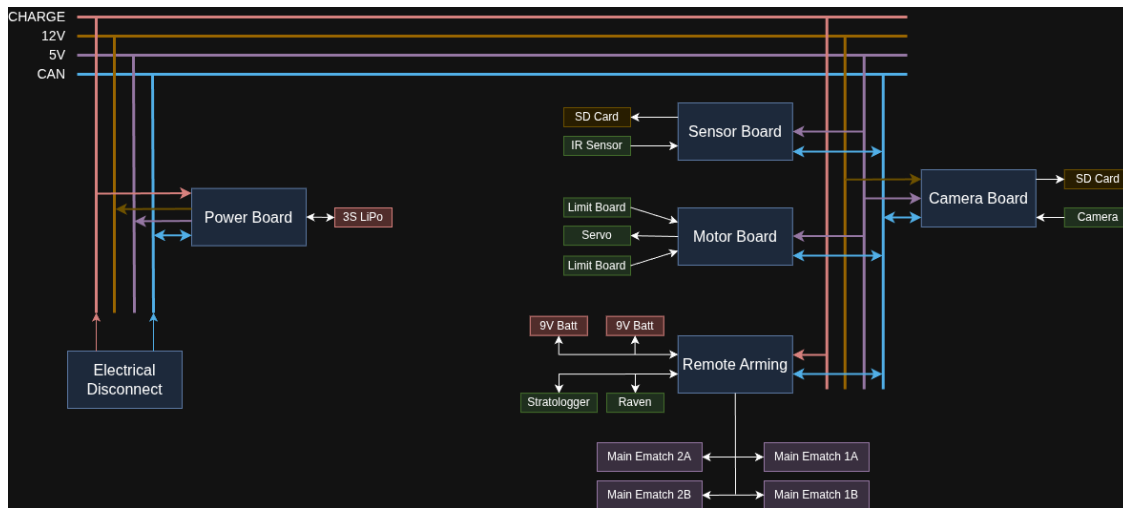 CHARGE
12V
5V
CAN
SD Card
IR Sensor
Sensor Board
Power Board
3S LiPo
Camera Board
SD Card
Camera
Limit Board
Servo
Limit Board
Motor Board
9V Batt
9V Batt
Remote Arming
Electrical
Disconnect
Stratologger
Raven
Main Ematch 2A
Main Ematch 1A
Main Ematch 2B
Main Ematch 1B